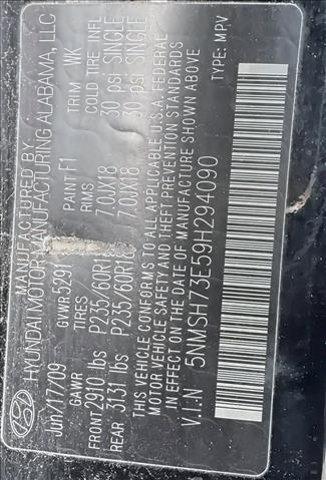 MANUFACTURED BY
HYUNDAI MOTOR MANUFACTURING ALABAMA, LLC
Jun/17/09 GVWR 5291 PAINT F1 TRIM WK
GAWR RIMS COLD TIRE INFL
FRONT 2910 lbs P235/60R18 7.0JX18 30 psi SINGLE
REAR 3131 lbs P235/60R18 7.0JX18 30 psi SINGLE
THIS VEHICLE CONFORMS TO ALL APPLICABLE U.S.A. FEDERAL
MOTOR VEHICLE SAFETY AND THEFT PREVENTION STANDARDS
IN EFFECT ON THE DATE OF MANUFACTURE SHOWN ABOVE
V.I.N 5NMSH73E59H294090 TYPE: MPV